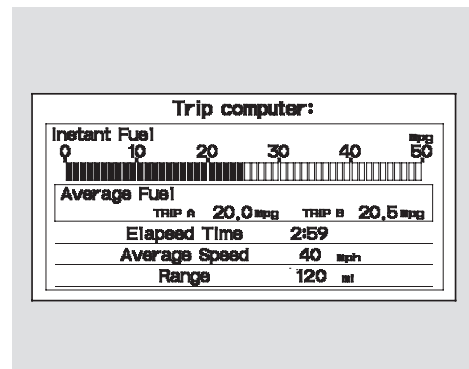 Trip computer:
Instant Fuel mpg
0 10 20 30 40 50
Average Fuel
TRIP A 20.0 mpg TRIP B 20.5 mpg
Elapsed Time 2:59
Average Speed 40 mph
Range 120 mi